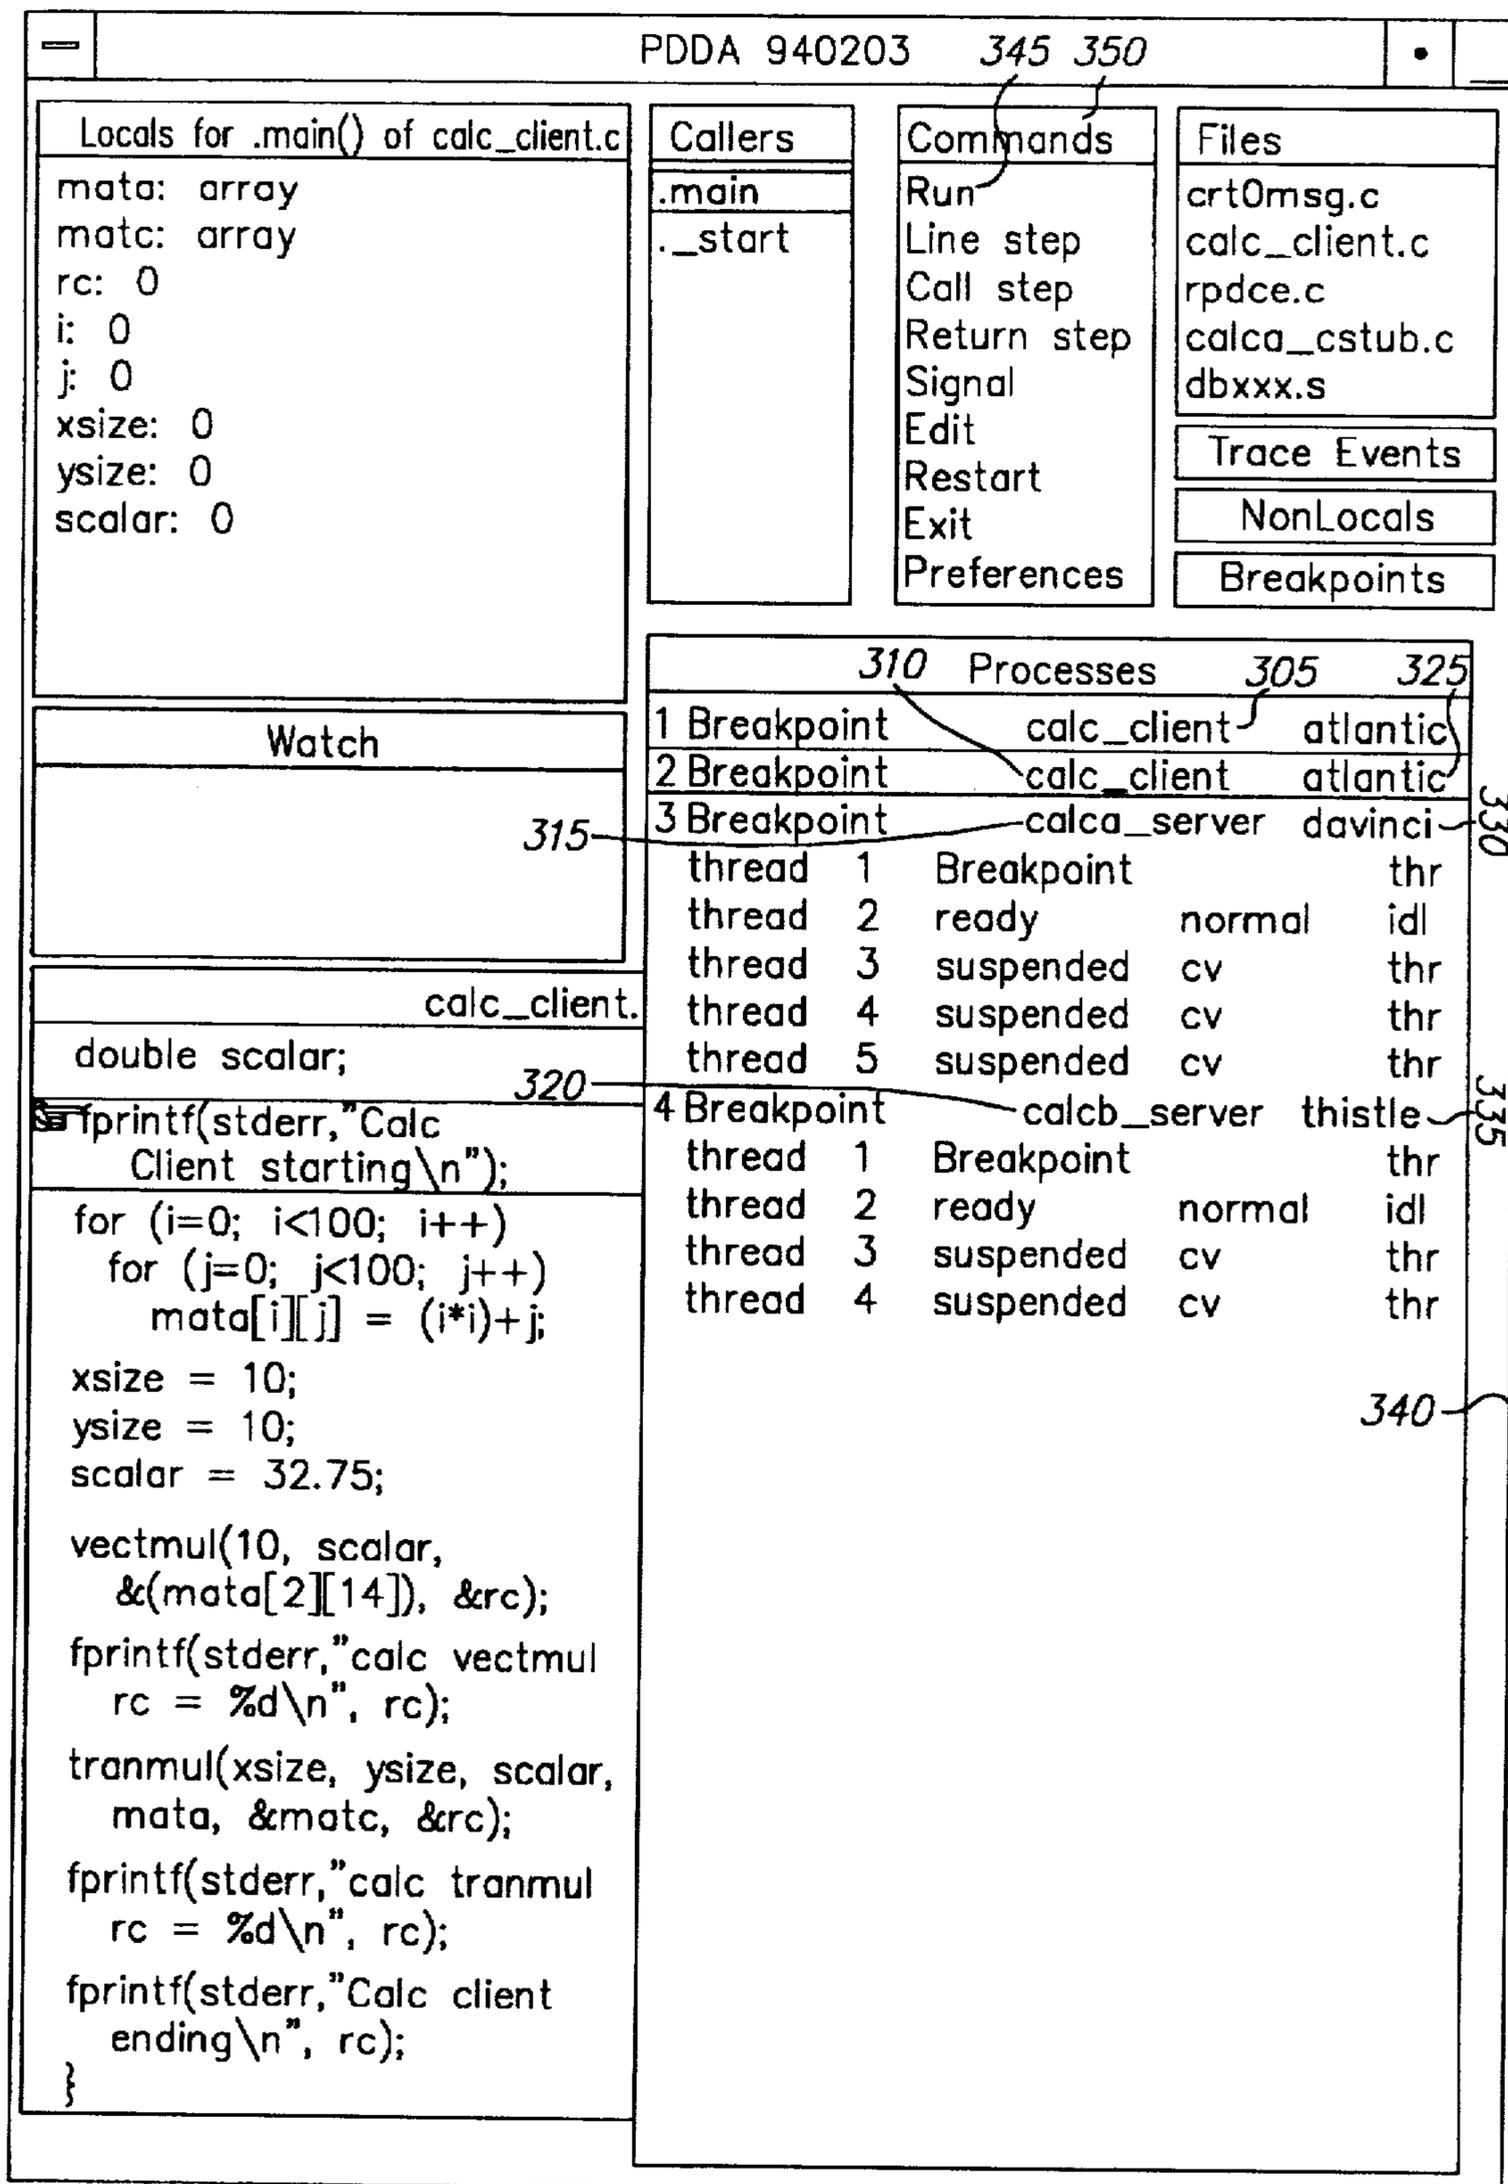 PDDA 940203 345 350
Locals for .main() of calc_client.c
mata: array
matc: array
rc: 0
i: 0
j: 0
xsize: 0
ysize: 0
scalar: 0
Callers
.main
._start
Commands
Run
Line step
Call step
Return step
Signal
Edit
Restart
Exit
Preferences
Files
crt0msg.c
calc_client.c
rpdce.c
calca_cstub.c
dbxxx.s
Trace Events
NonLocals
Breakpoints
Watch
310 Processes 305 325
1 Breakpoint calc_client atlantic
2 Breakpoint calc_client atlantic
315 3 Breakpoint calca_server davinci 330
thread 1 Breakpoint thr
thread 2 ready normal idl
thread 3 suspended cv thr
thread 4 suspended cv thr
thread 5 suspended cv thr
320 4 Breakpoint calcb_server thistle 335
thread 1 Breakpoint thr
thread 2 ready normal idl
thread 3 suspended cv thr
thread 4 suspended cv thr
340
calc_client.
double scalar;
fprintf(stderr,"Calc
Client starting\n");
for (i=0; i<100; i++)
for (j=0; j<100; j++)
mata[i][j] = (i*i)+j;
xsize = 10;
ysize = 10;
scalar = 32.75;
vectmul(10, scalar,
&(mata[2][14]), &rc);
fprintf(stderr,"calc vectmul
rc = %d\n", rc);
tranmul(xsize, ysize, scalar,
mata, &matc, &rc);
fprintf(stderr,"calc tranmul
rc = %d\n", rc);
fprintf(stderr,"Calc client
ending\n", rc);
}